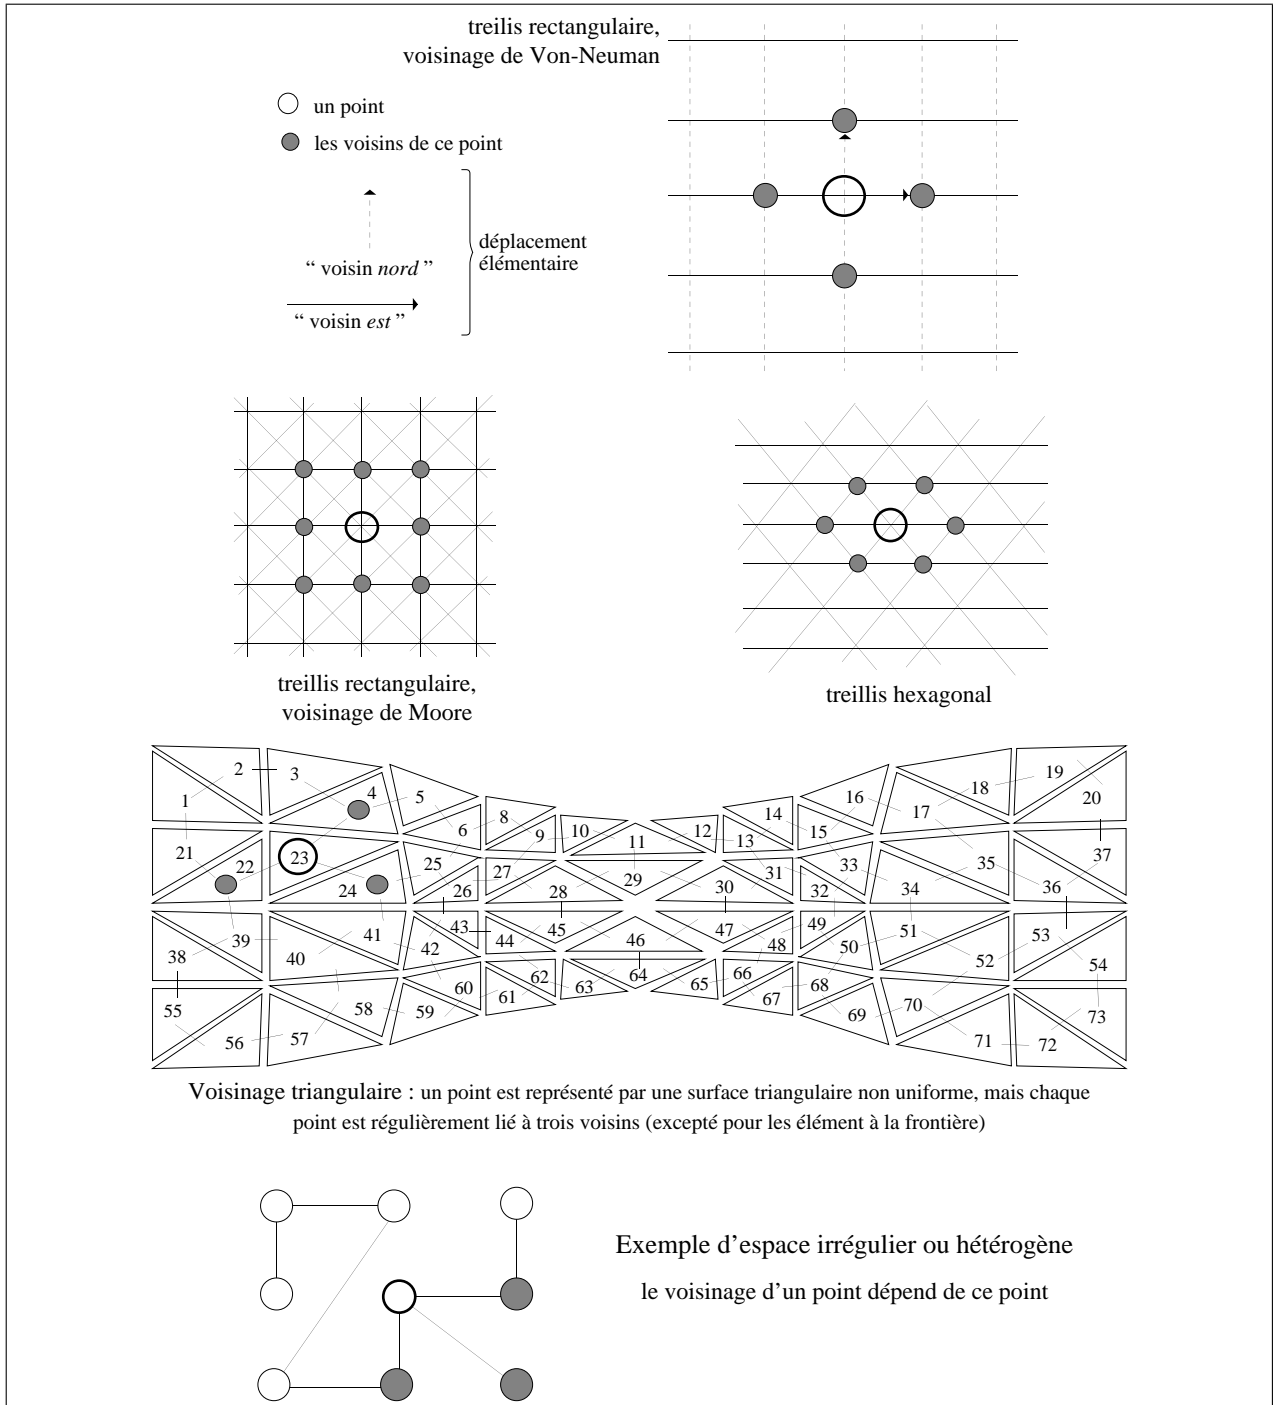 treilis rectangulaire,
voisinage de Von-Neuman
un point
les voisins de ce point
“ voisin nord ”
“ voisin est ”
déplacement
élémentaire
treillis rectangulaire,
voisinage de Moore
treillis hexagonal
1 2 3 4 5 6 8 9 10 11 12 13 14 15 16 17 18 19 20
21 22 23 24 25 26 27 28 29 30 31 32 33 34 35 36 37
38 39 40 41 42 43 44 45 46 47 48 49 50 51 52 53 54
55 56 57 58 59 60 61 62 63 64 65 66 67 68 69 70 71 72 73
Voisinage triangulaire : un point est représenté par une surface triangulaire non uniforme, mais chaque
point est régulièrement lié à trois voisins (excepté pour les élément à la frontière)
Exemple d'espace irrégulier ou hétérogène
le voisinage d'un point dépend de ce point